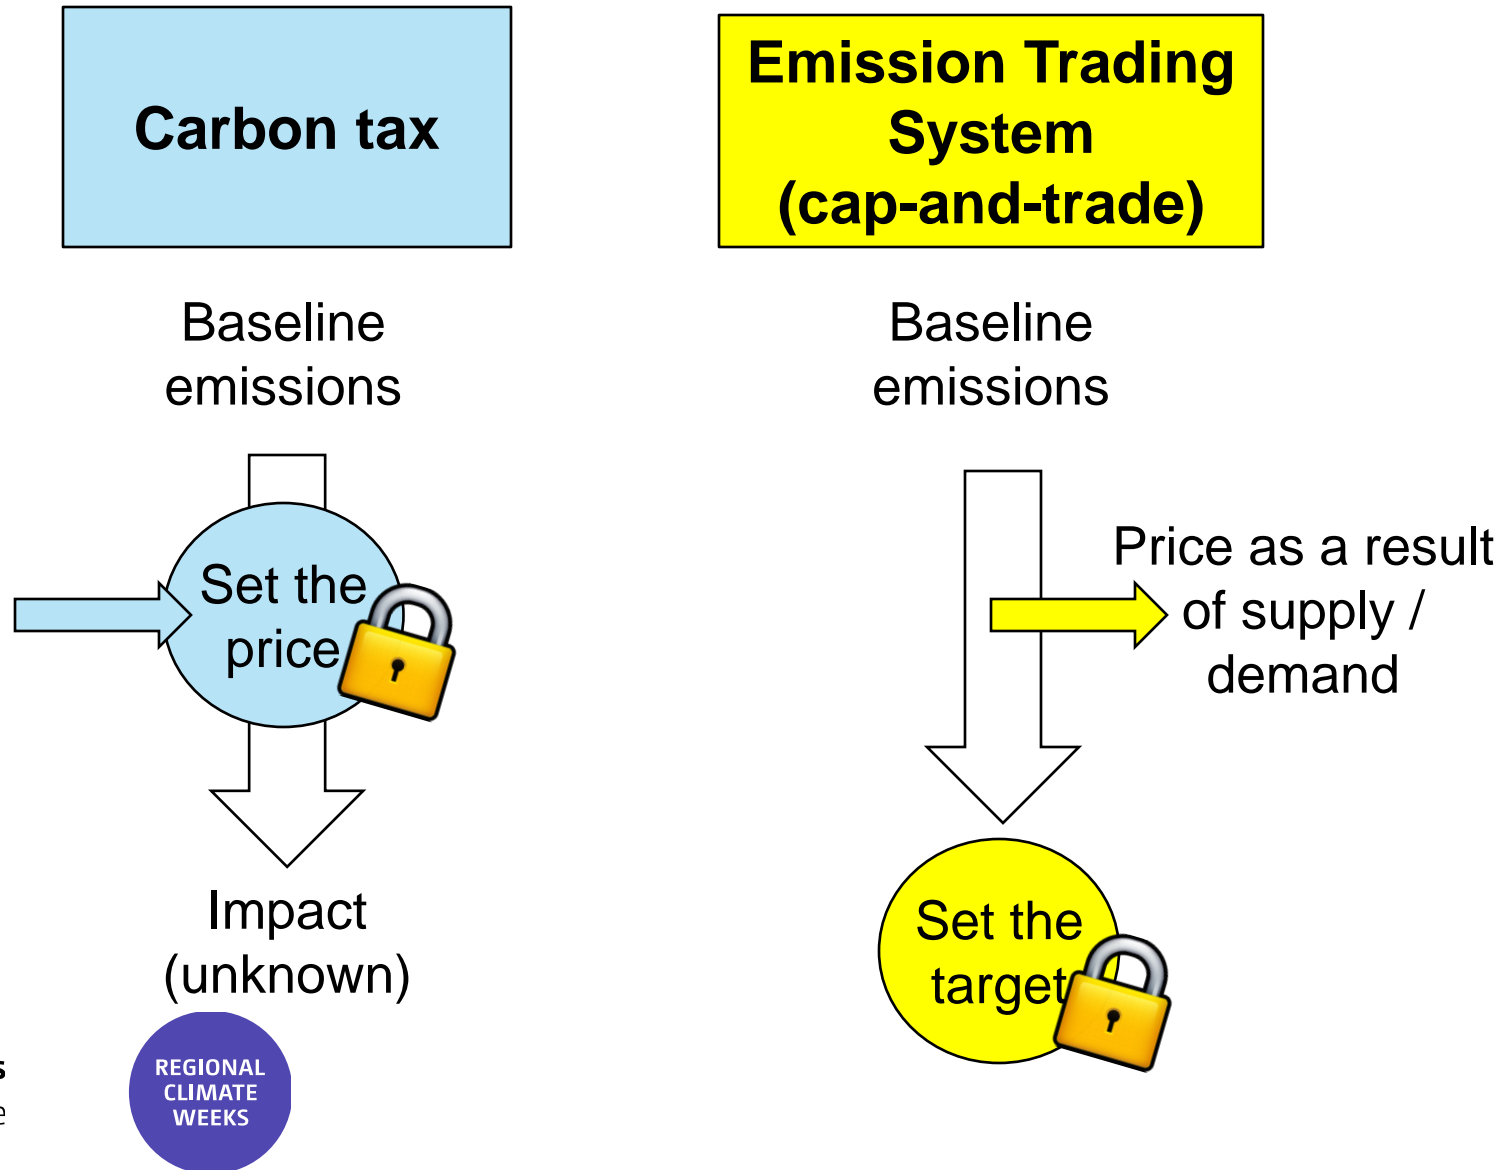 Carbon tax
Emission Trading
System
(cap-and-trade)
Baseline
emissions
Baseline
emissions
Set the
price
Price as a result
of supply /
demand
Impact
(unknown)
Set the
target
REGIONAL
CLIMATE
WEEKS
s
e